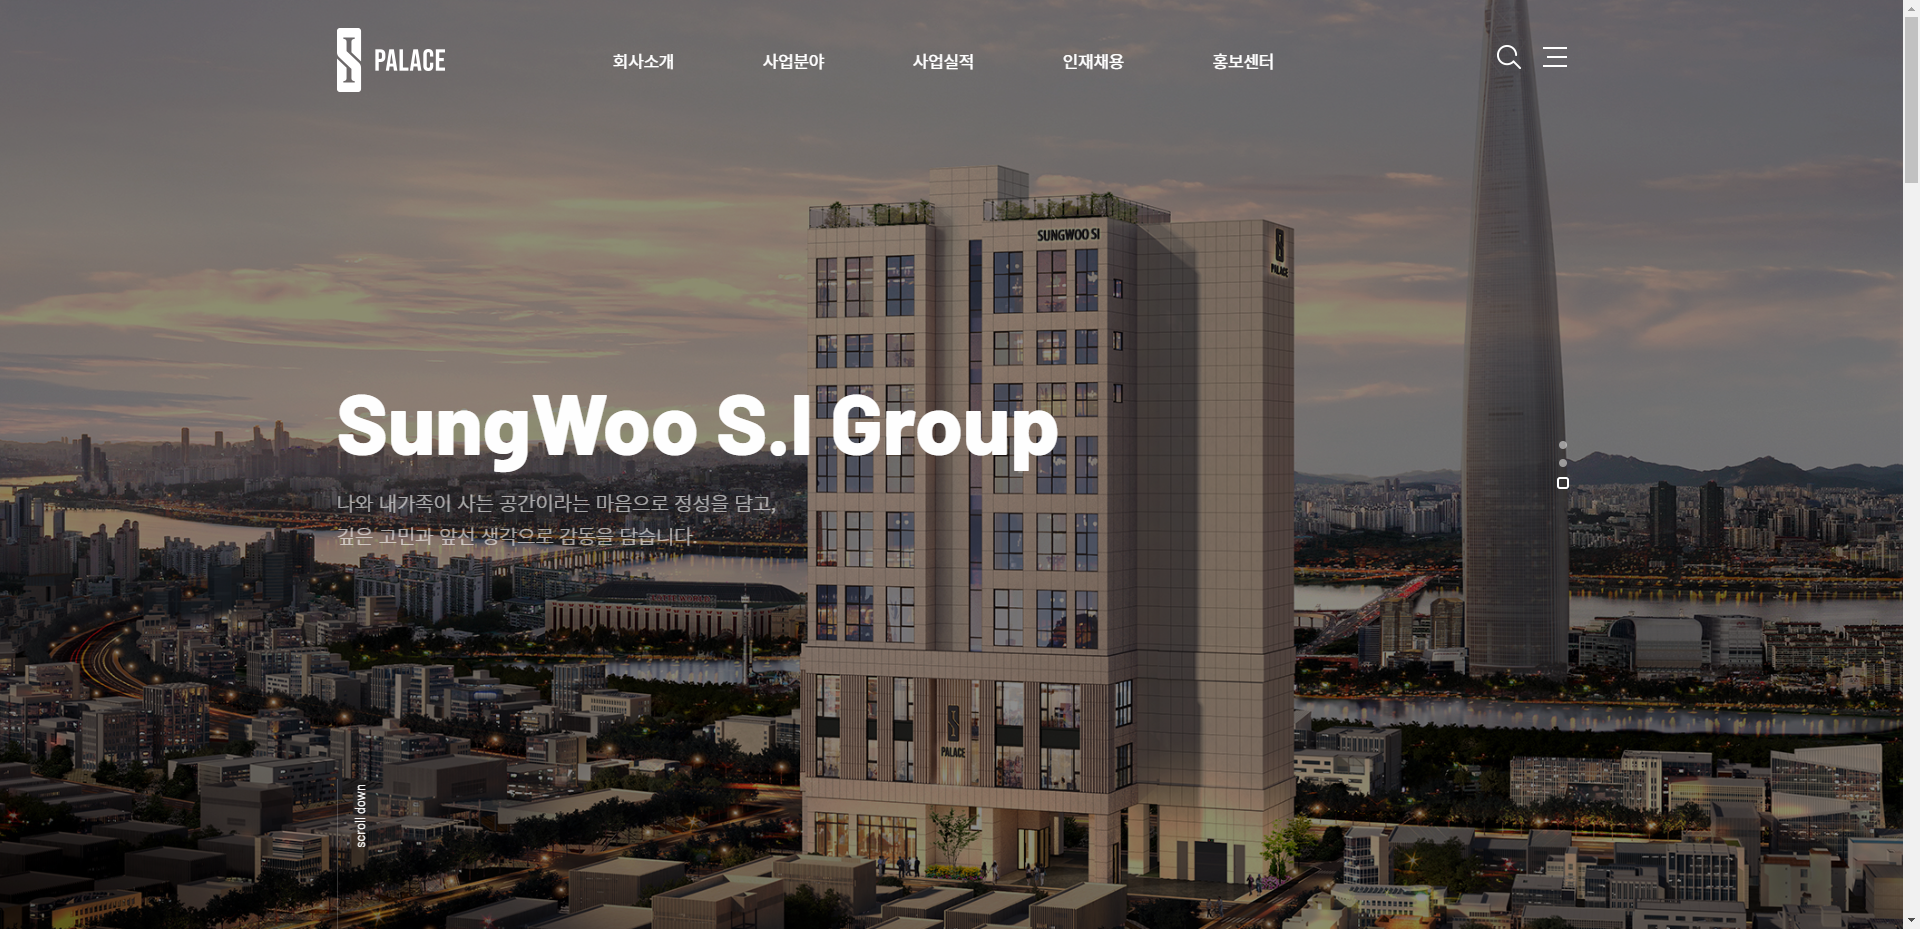 PALACE
회사소개
사업분야
사업실적
인재채용
홍보센터
SUNGWOO SI
PALACE
SungWoo S.I Group
나와 내가족이 사는 공간이라는 마음으로 정성을 담고,
깊은 고민과 앞선 생각으로 감동을 담습니다.
PALACE
scroll down